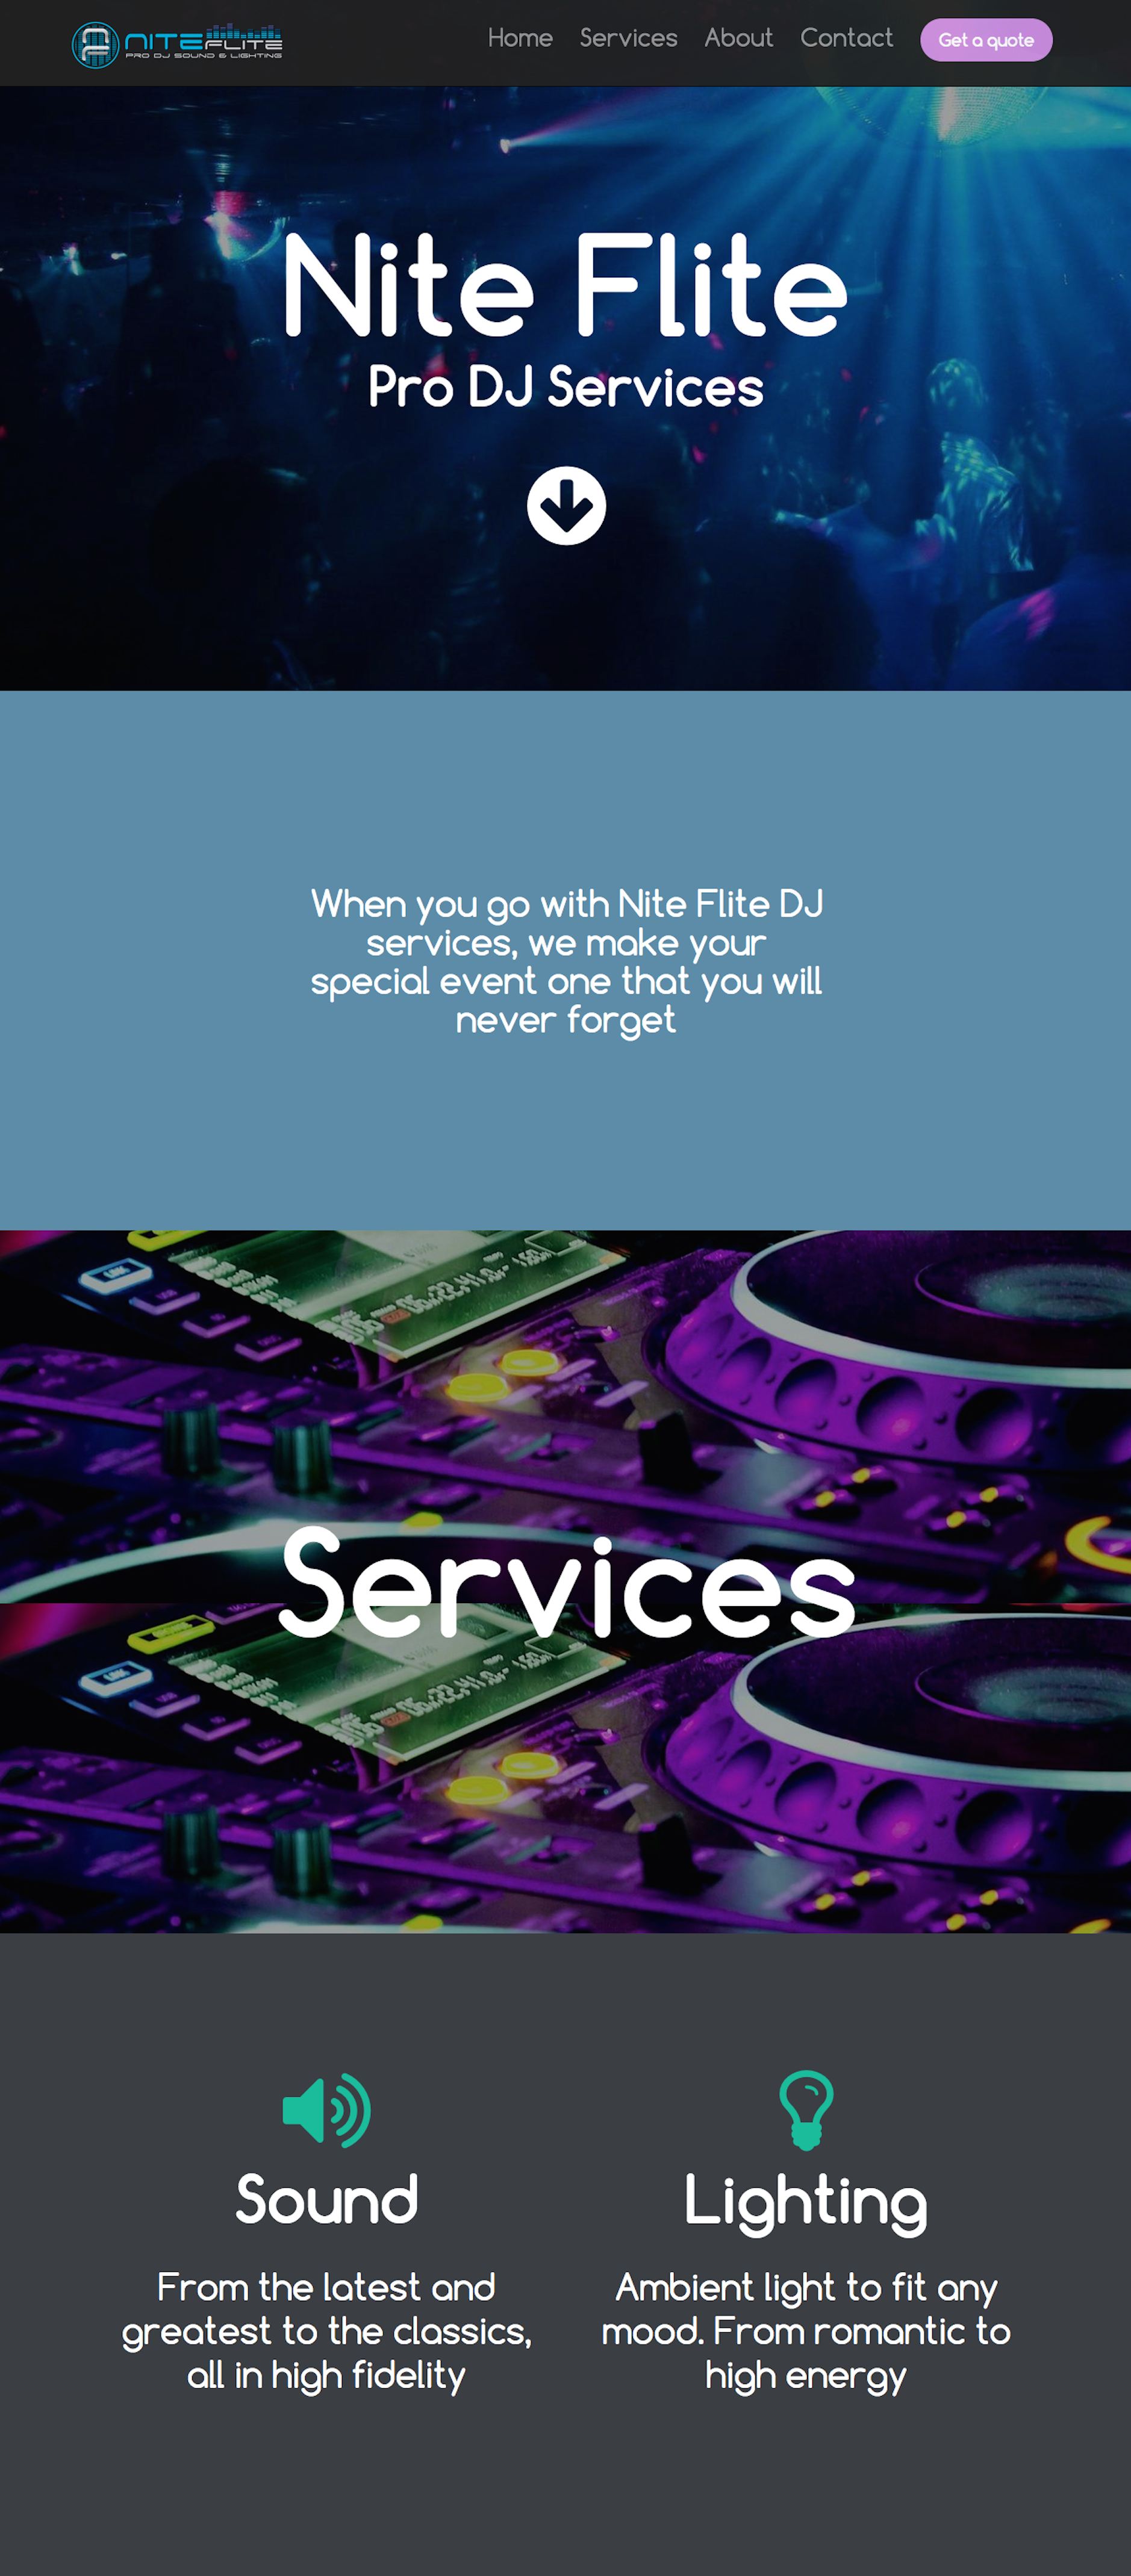 NITEFLITE
PRO DJ SOUND & LIGHTING
Home Services About Contact Get a quote
Nite Flite
Pro DJ Services
When you go with Nite Flite DJ
services, we make your
special event one that you will
never forget
Services
Sound
From the latest and
greatest to the classics,
all in high fidelity
Lighting
Ambient light to fit any
mood. From romantic to
high energy